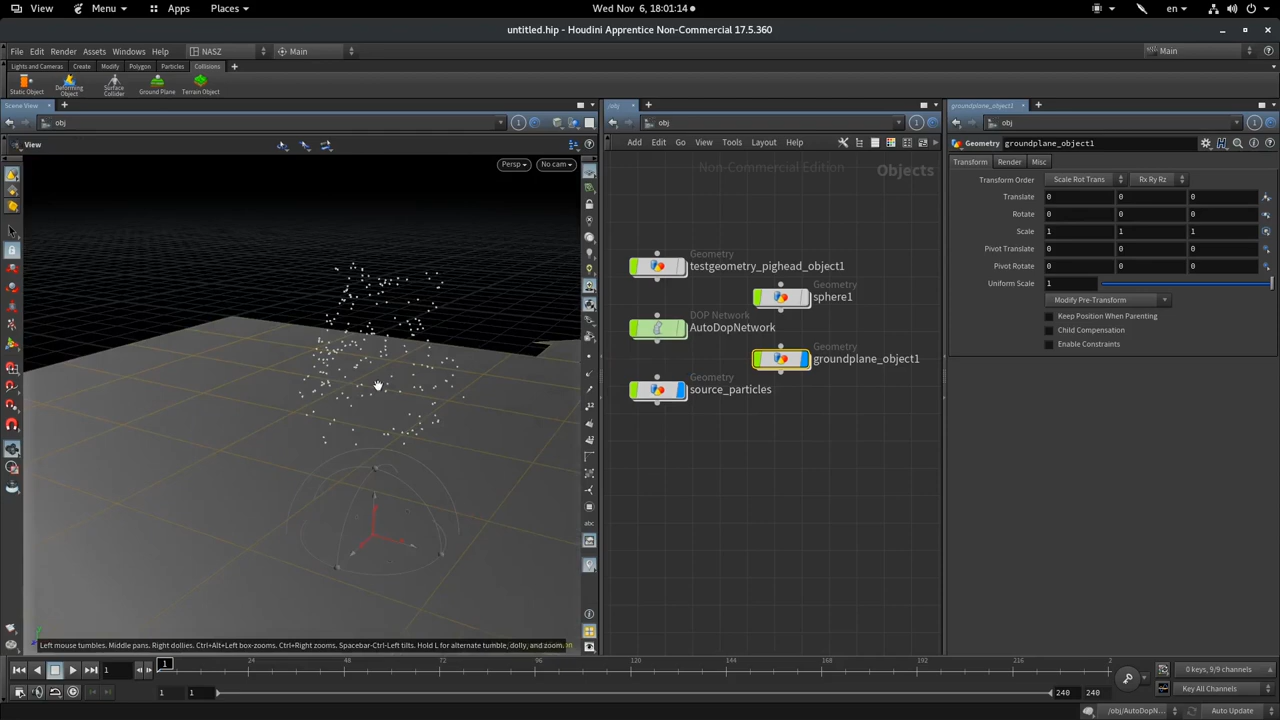 View Menu Apps Places Wed Nov 6, 18:01:14 en
untitled.hip - Houdini Apprentice Non-Commercial 17.5.360
File Edit Render Assets Windows Help NASZ Main Main
Lights and Cameras Create Modify Polygon Particles Collisions
Static Object Deforming Object Surface Collider Ground Plane Terrain Object
Scene View /obj groundplane_object1
obj 1 obj 1 obj 1
View Add Edit Go View Tools Layout Help Geometry groundplane_object1
Persp No cam Non-Commercial Edition Objects Transform Render Misc
Transform Order Scale Rot Trans Rx Ry Rz
Translate 0 0 0
Rotate 0 0 0
Scale 1 1 1
Pivot Translate 0 0 0
Pivot Rotate 0 0 0
Uniform Scale 1
Modify Pre-Transform
Keep Position When Parenting
Child Compensation
Enable Constraints
Geometry
testgeometry_pighead_object1
Geometry
sphere1
DOP Network
AutoDopNetwork
Geometry
groundplane_object1
Geometry
source_particles
abc
Left mouse tumbles. Middle pans. Right dollies. Ctrl+Alt+Left box-zooms. Ctrl+Right zooms. Spacebar-Ctrl-Left tilts. Hold L for alternate tumble, dolly, and zoom.
1 1 24 48 72 96 120 144 168 192 216 2 0 keys, 9/9 channels
1 1 240 240 Key All Channels
/obj/AutoDopN... Auto Update